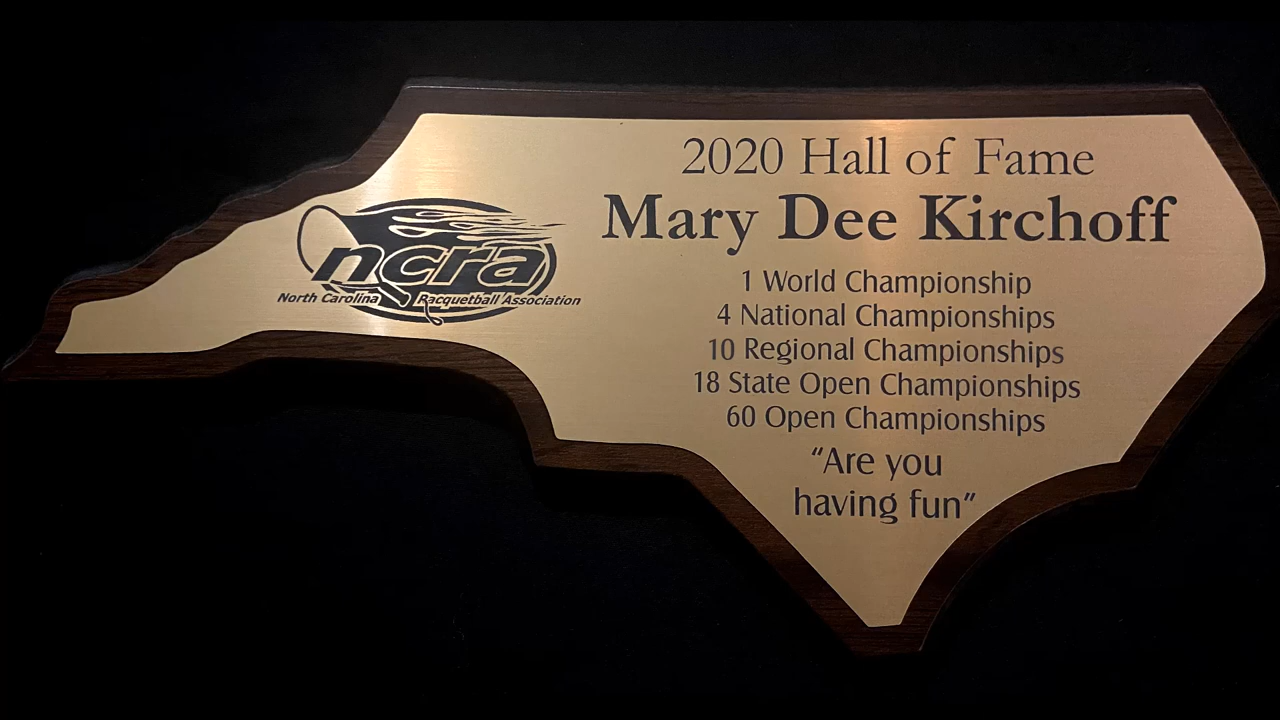 2020 Hall of Fame
Mary Dee Kirchoff
ncra
North Carolina Racquetball Association
1 World Championship
4 National Championships
10 Regional Championships
18 State Open Championships
60 Open Championships
“Are you
having fun”